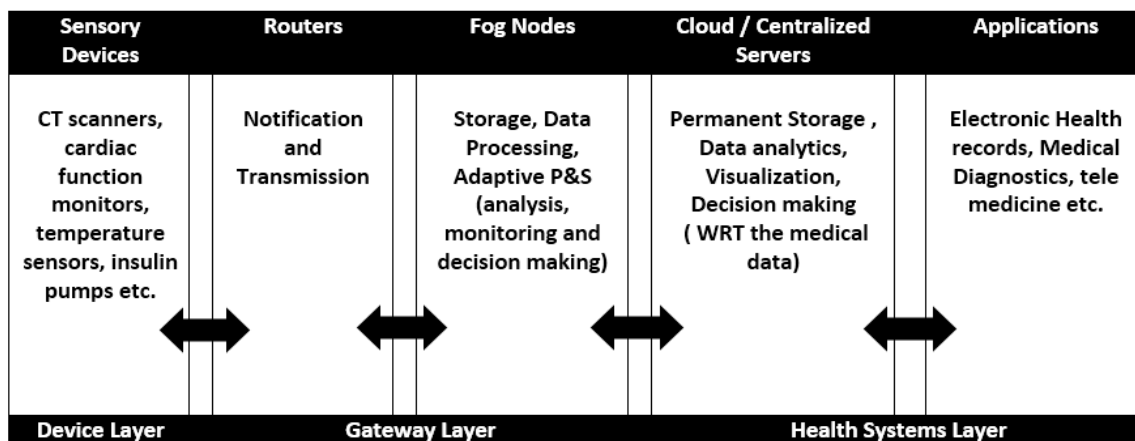 Sensory
Devices
Routers
Fog Nodes
Cloud / Centralized
Servers
Applications
CT scanners,
cardiac
function
monitors,
temperature
sensors, insulin
pumps etc.
Notification
and
Transmission
Storage, Data
Processing,
Adaptive P&S
(analysis,
monitoring and
decision making)
Permanent Storage ,
Data analytics,
Visualization,
Decision making
( WRT the medical
data)
Electronic Health
records, Medical
Diagnostics, tele
medicine etc.
Device Layer
Gateway Layer
Health Systems Layer